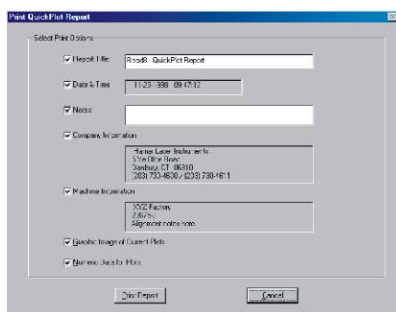 Print QuickPlot Report
Select Print Options
Report Title:
Read8 - QuickPlot Report
Date & Time
11-23-1998 09:47:12
Notes:
Company Information
Hamar Laser Instruments
5 Ye Olde Road
Danbury, CT 06810
(203) 730-4600 / (203) 730-4611
Machine Information
XYZ Factory
Alignment notes here
Graphic Image of Current Plots
Numeric Data for Plots
Print Report
Cancel